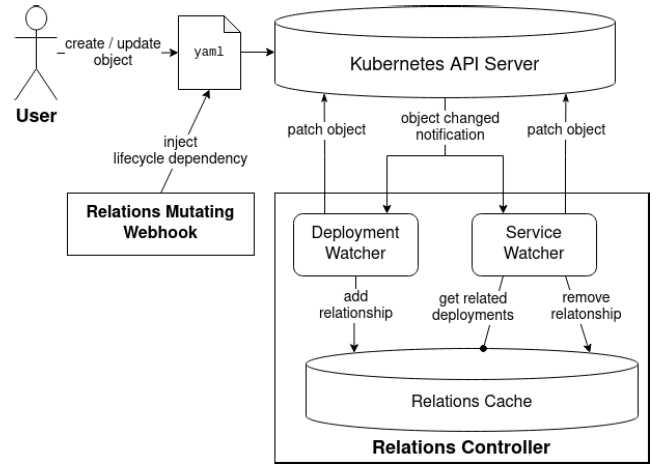 create / update
object
yaml
Kubernetes API Server
User
patch object
object changed
notification
patch object
inject
lifecycle dependency
Relations Mutating
Webhook
Deployment
Watcher
Service
Watcher
add
relationship
get related
deployments
remove
relatonship
Relations Cache
Relations Controller